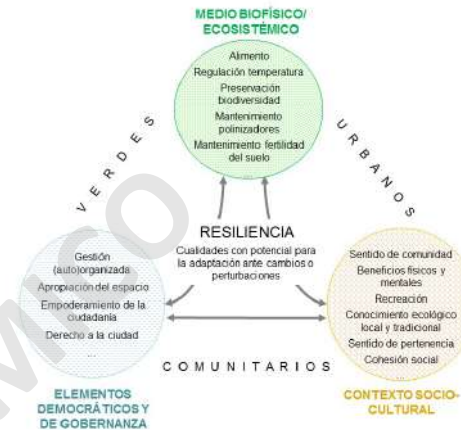 MEDIO BIOFÍSICO/
ECOSISTÉMICO
Alimento
Regulación temperatura
Preservación
biodiversidad
Mantenimiento
polinizadores
Mantenimiento fertilidad
del suelo
VERDES
URBANOS
RESILIENCIA
Cualidades con potencial para
la adaptación ante cambios o
perturbaciones
Gestión
(auto)organizada
Apropiación del espacio
Empoderamiento de la
ciudadanía
Derecho a la ciudad
...
Sentido de comunidad
Beneficios físicos y
mentales
Recreación
Conocimiento ecológico
local y tradicional
Sentido de pertenencia
Cohesión social
...
COMUNITARIOS
ELEMENTOS
DEMOCRÁTICOS Y
DE GOBERNANZA
CONTEXTO SOCIO-
CULTURAL